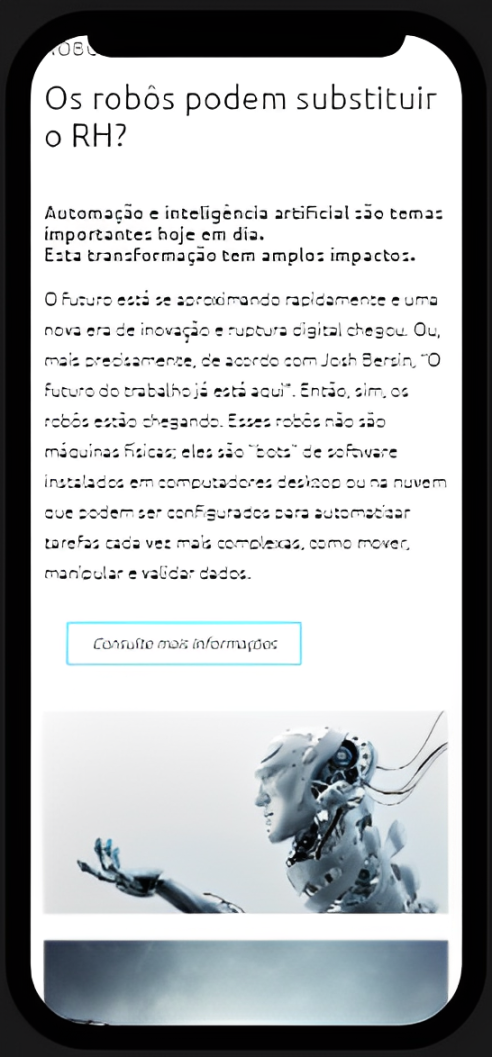 Os robôs podem substituir
o RH?
Automação e inteligência artificial são temas
importantes hoje em dia.
Esta transformação tem amplos impactos.
O futuro está se aproximando rapidamente e uma
nova era de inovação e ruptura digital chegou. Ou,
mais precisamente, de acordo com Josh Bersin, "O
futuro do trabalho já está aqui". Então, sim, os
robôs estão chegando. Esses robôs não são
máquinas físicas; eles são "bots" de software
instalados em computadores desktop ou na nuvem
que podem ser configurados para automatizar
tarefas cada vez mais complexas, como mover,
manipular e validar dados.
Consulte mais informações